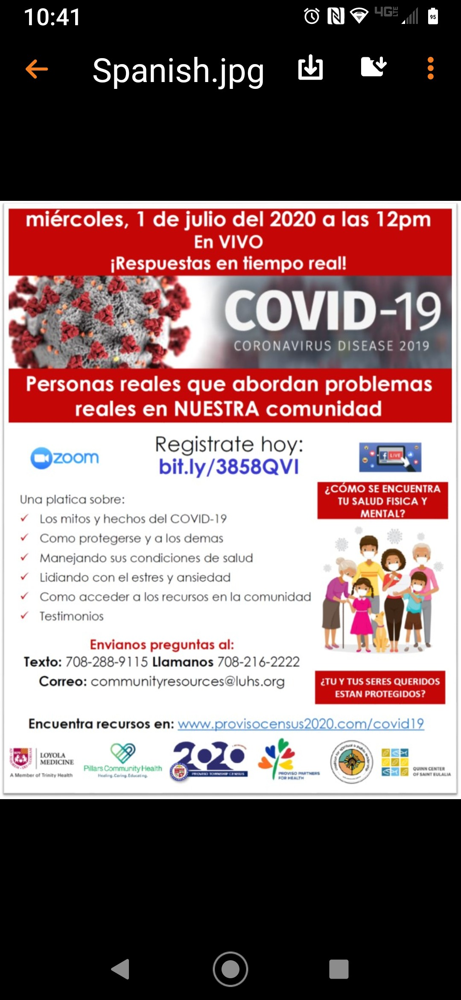 10:41
4G LTE
95
Spanish.jpg
miércoles, 1 de julio del 2020 a las 12pm
En VIVO
¡Respuestas en tiempo real!
COVID-19
CORONAVIRUS DISEASE 2019
Personas reales que abordan problemas
reales en NUESTRA comunidad
zoom
Registrate hoy:
bit.ly/3858QVI
f LIVE
Una platica sobre:
Los mitos y hechos del COVID-19
Como protegerse y a los demas
Manejando sus condiciones de salud
Lidiando con el estres y ansiedad
Como acceder a los recursos en la comunidad
Testimonios
¿CÓMO SE ENCUENTRA
TU SALUD FISICA Y
MENTAL?
Envianos preguntas al:
Texto: 708-288-9115 Llamanos 708-216-2222
Correo: communityresources@luhs.org
¿TU Y TUS SERES QUERIDOS
ESTAN PROTEGIDOS?
Encuentra recursos en: www.provisocensus2020.com/covid19
LOYOLA
MEDICINE
A Member of Trinity Health
Pillars Community Health
Healing. Caring. Educating.
2020
PROVISO TOWNSHIP CENSUS
PROVISO PARTNERS
FOR HEALTH
coalition for spiritual & public leadership
QUINN CENTER
OF SAINT EULALIA